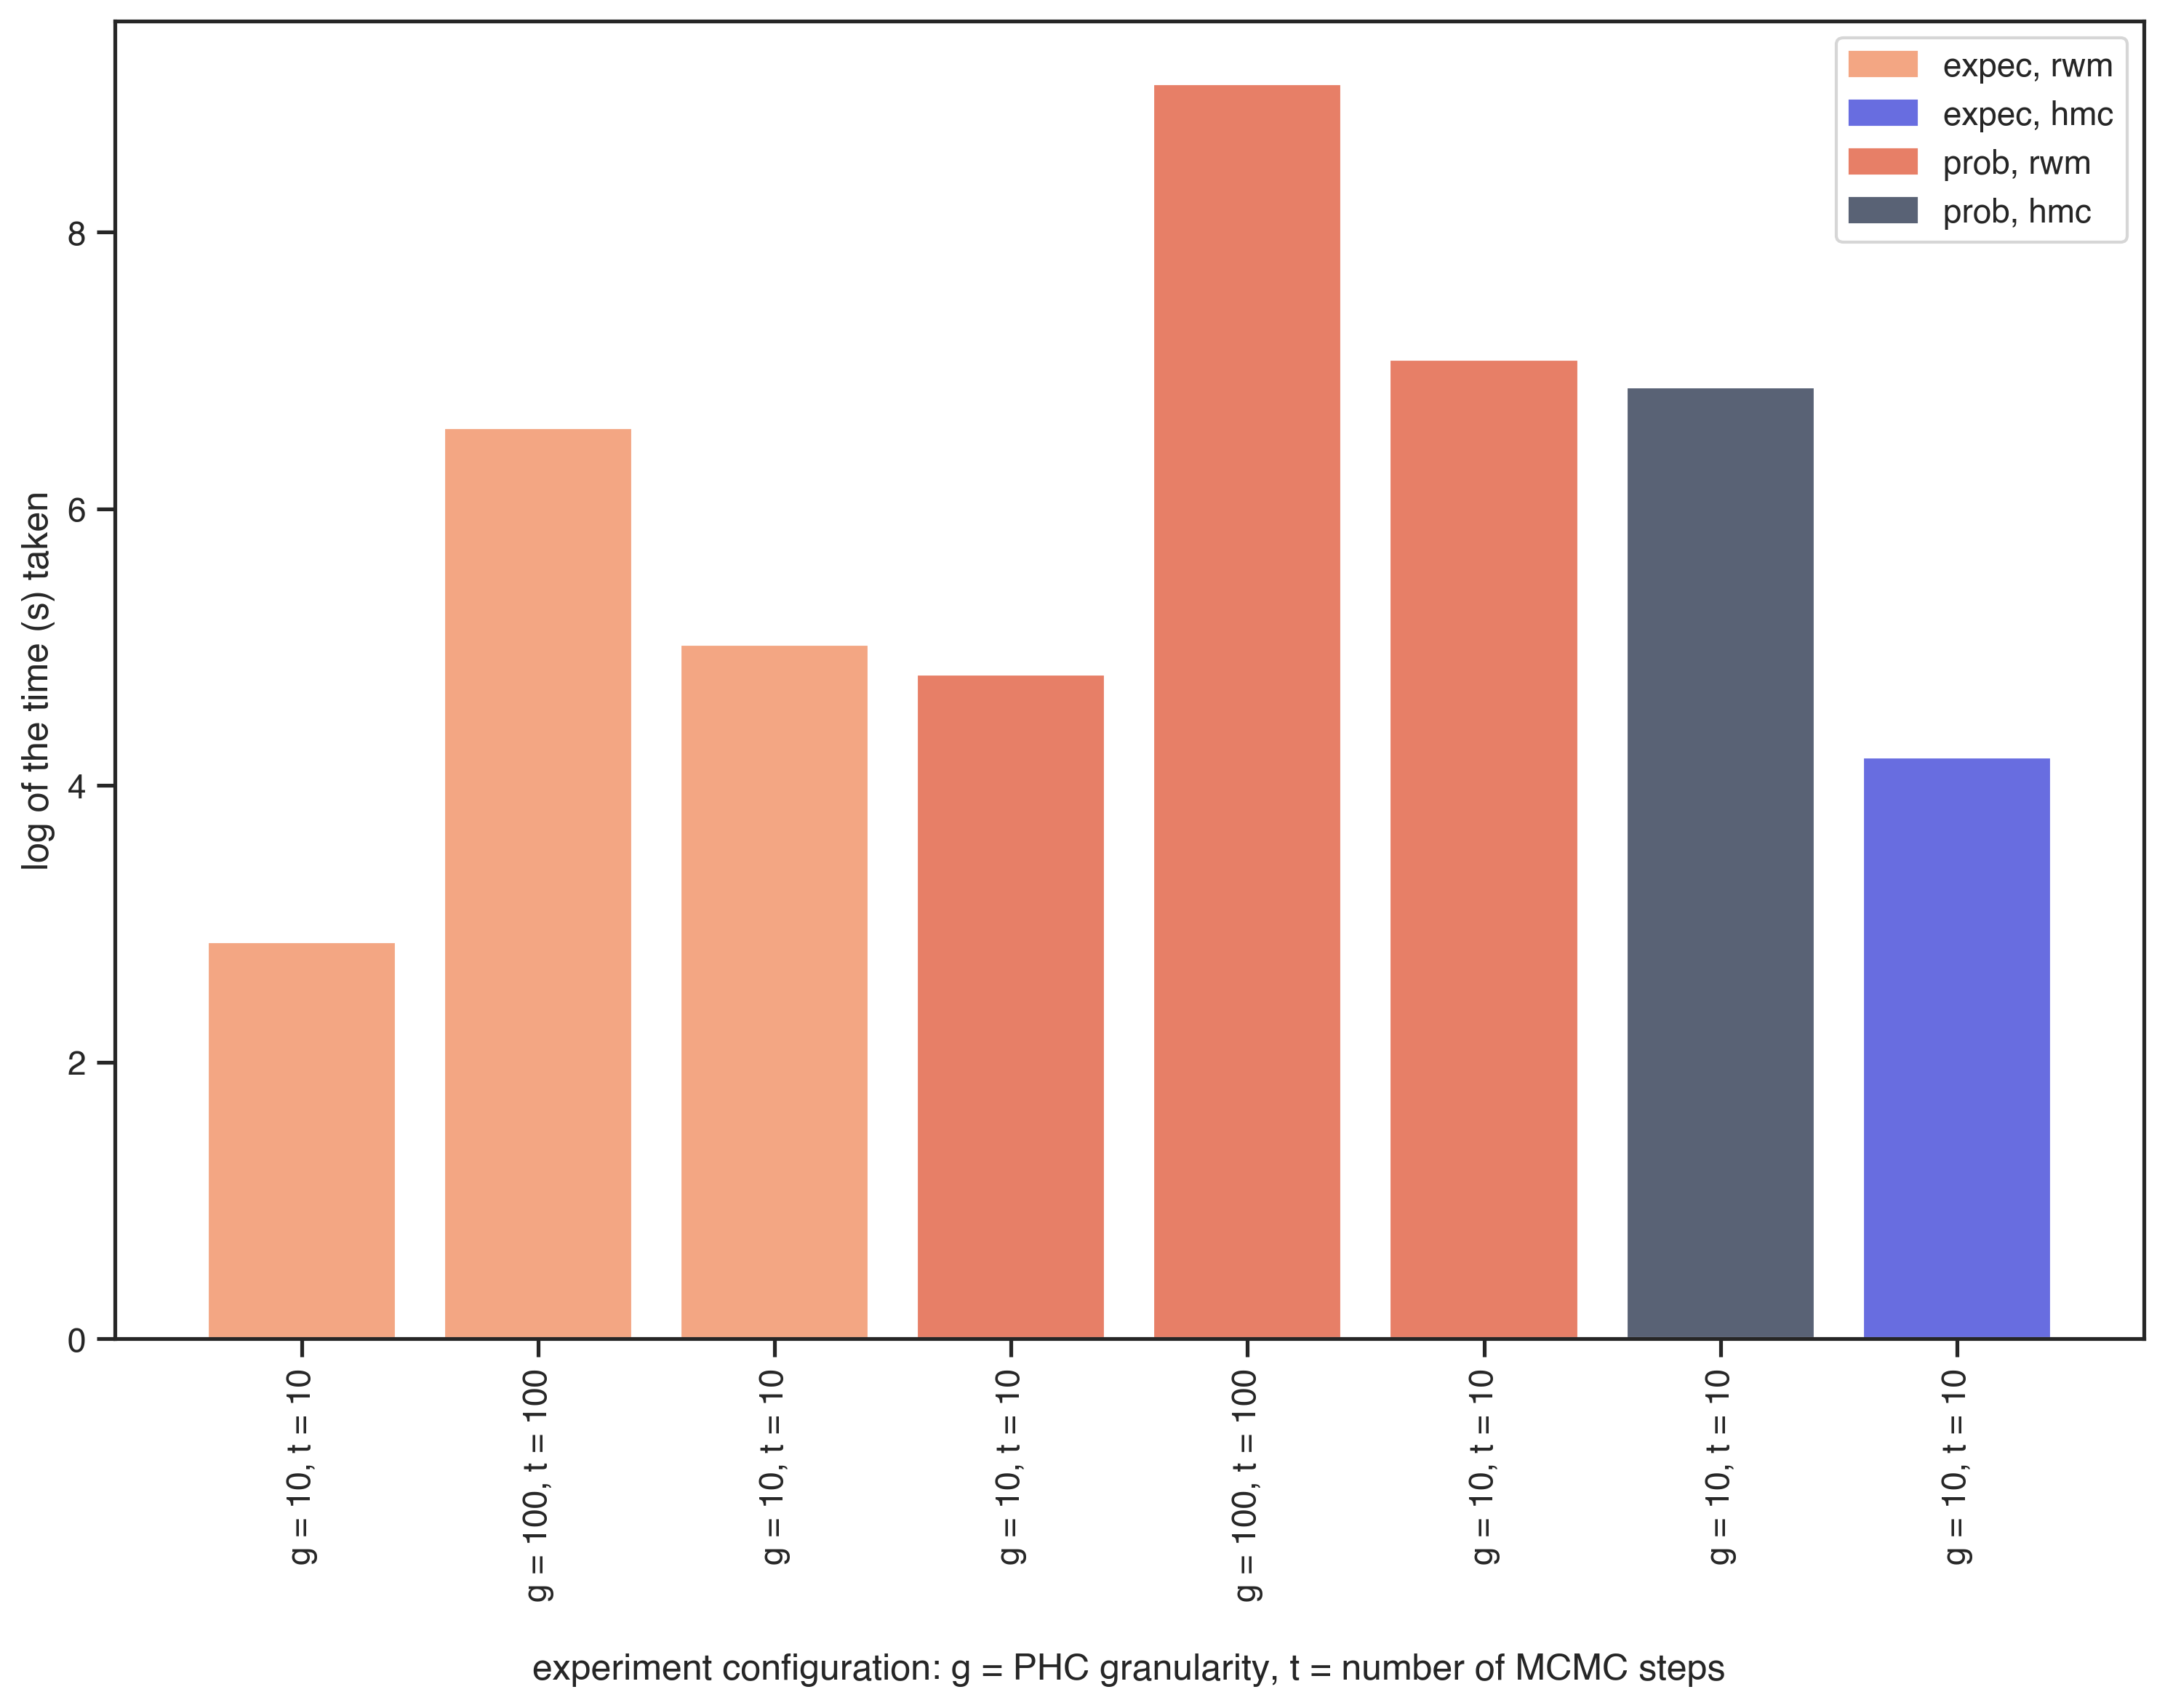 expec, rwm
expec, hmc
prob, rwm
prob, hmc
log of the time (s) taken
8
6
4
2
0
g = 10, t = 10
g = 100, t = 100
g = 10, t = 10
g = 10, t = 10
g = 100, t = 100
g = 10, t = 10
g = 10, t = 10
g = 10, t = 10
experiment configuration: g = PHC granularity, t = number of MCMC steps